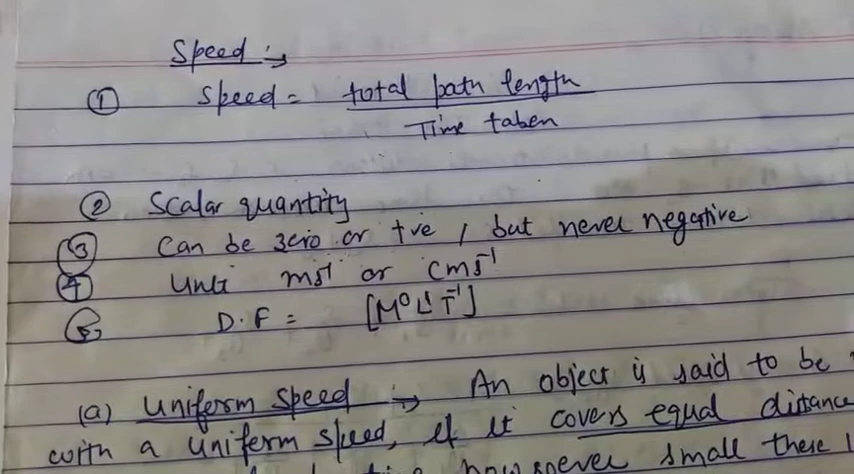 Speed :→
① Speed = total path length
Time taken
② Scalar quantity
③ Can be zero or +ve, but never negative
④ Unit ms⁻¹ or cms⁻¹
⑤ D.F = [M⁰L¹T⁻¹]
(a) Uniform speed → An object is said to be
with a uniform speed, if it covers equal distance
however small these